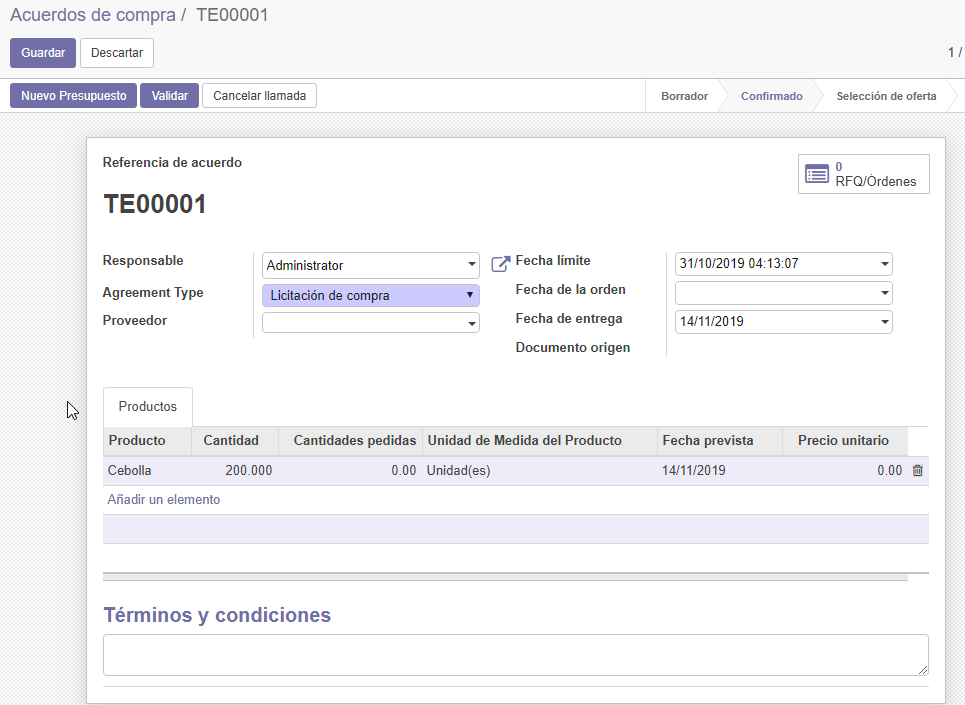 Acuerdos de compra / TE00001
Guardar Descartar 1 /
Nuevo Presupuesto Validar Cancelar llamada Borrador Confirmado Selección de oferta
Referencia de acuerdo
0
RFQ/Órdenes
TE00001
Responsable Administrator
Agreement Type Licitación de compra
Proveedor
Fecha límite 31/10/2019 04:13:07
Fecha de la orden
Fecha de entrega 14/11/2019
Documento origen
Productos
Producto Cantidad Cantidades pedidas Unidad de Medida del Producto Fecha prevista Precio unitario
Cebolla 200.000 0.00 Unidad(es) 14/11/2019 0.00
Añadir un elemento
Términos y condiciones